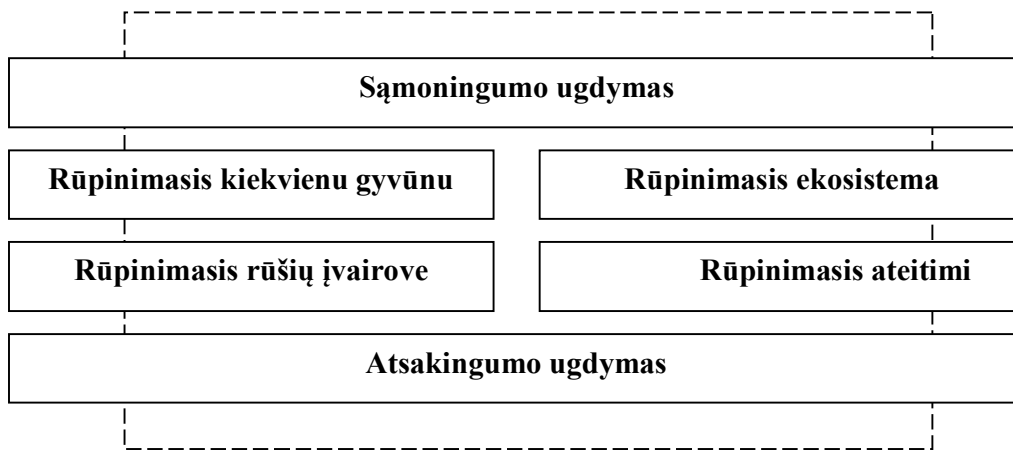 Sąmoningumo ugdymas
Rūpinimasis kiekvienu gyvūnu
Rūpinimasis ekosistema
Rūpinimasis rūšių įvairove
Rūpinimasis ateitimi
Atsakingumo ugdymas